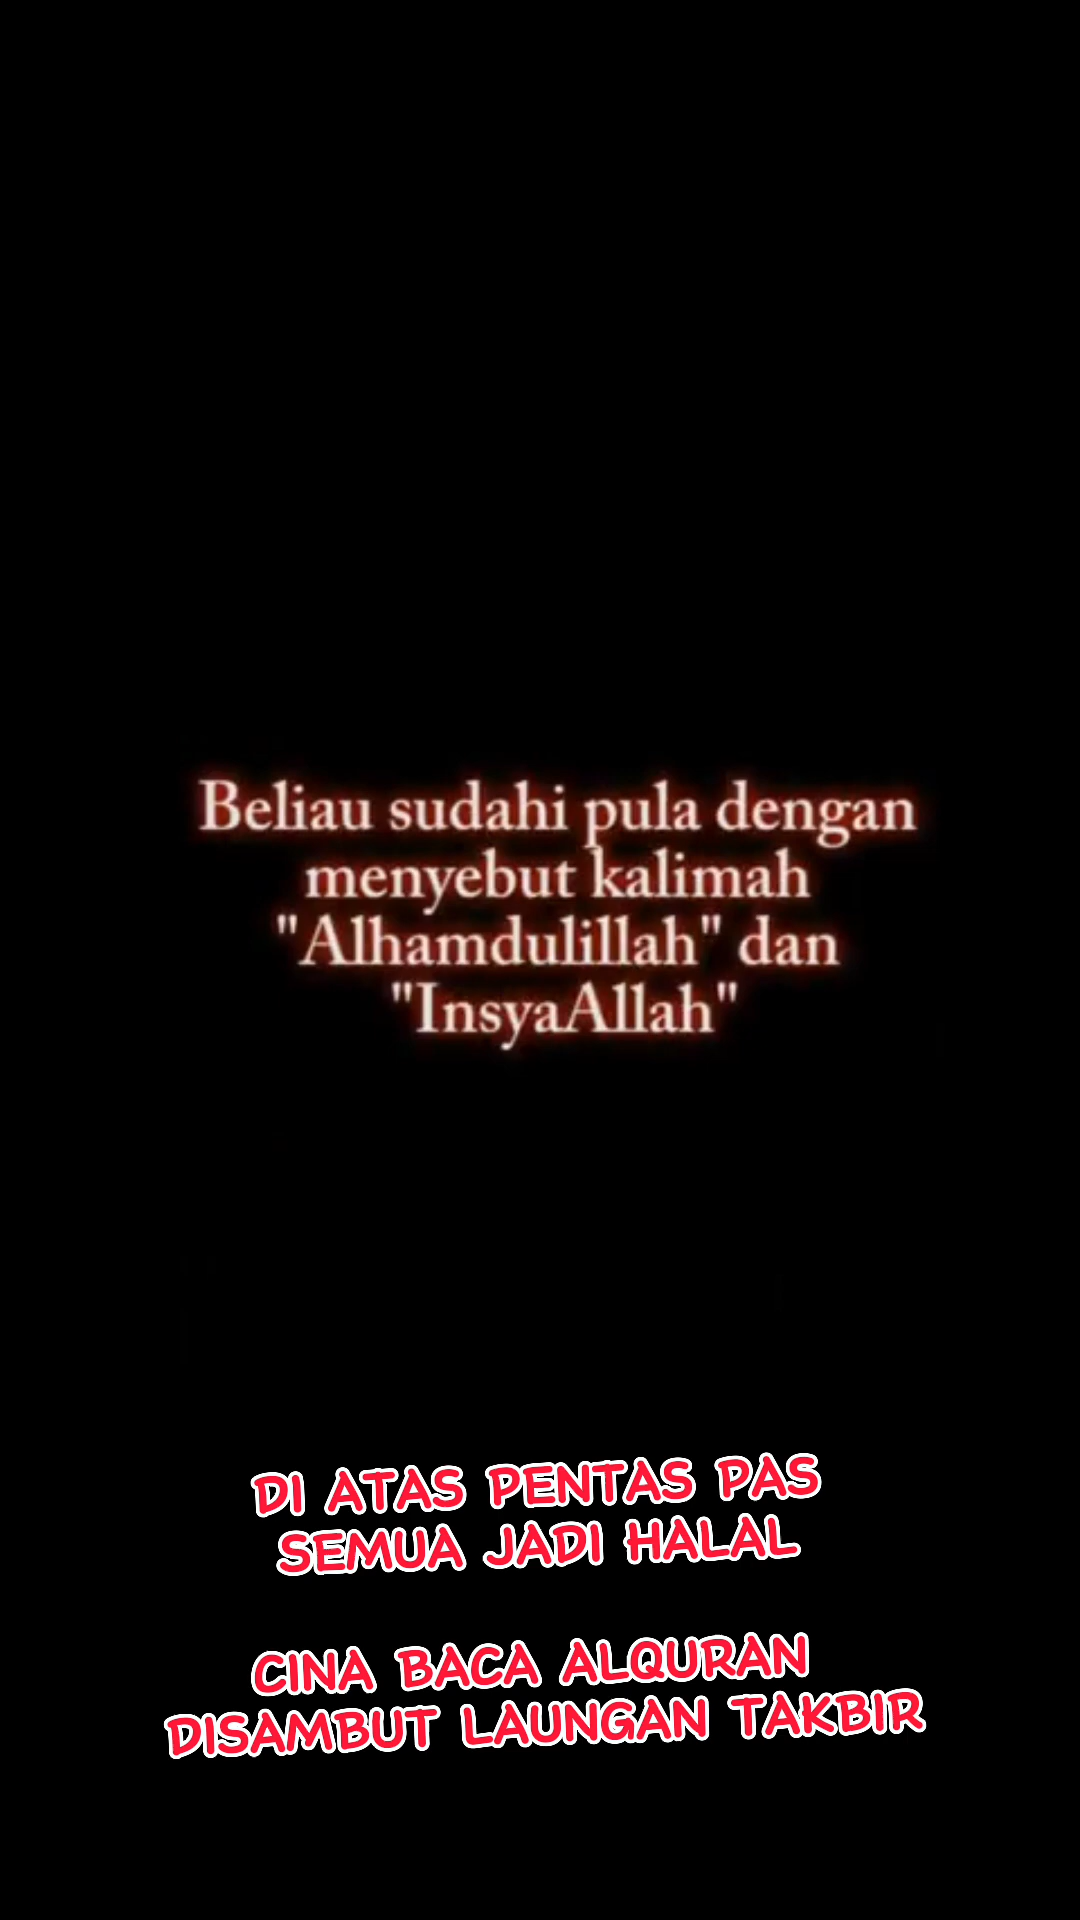 Beliau sudahi pula dengan
menyebut kalimah
"Alhamdulillah" dan
"InsyaAllah"
DI ATAS PENTAS PAS
SEMUA JADI HALAL
CINA BACA ALQURAN
DISAMBUT LAUNGAN TAKBIR